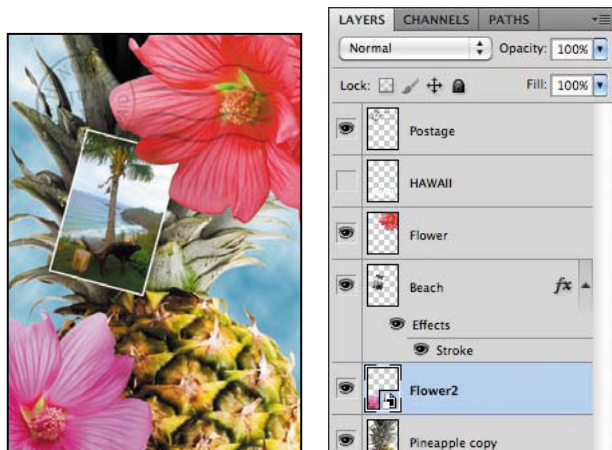 LAYERS CHANNELS PATHS
Normal Opacity: 100%
Lock: Fill: 100%
Postage
HAWAII
Flower
Beach fx
Effects
Stroke
Flower2
Pineapple copy